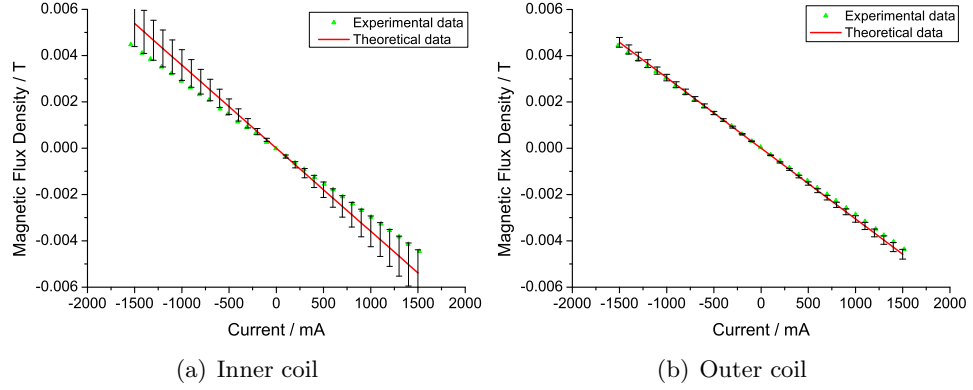 Experimental data
Theoretical data
0.006
0.004
0.002
0.000
-0.002
-0.004
-0.006
Magnetic Flux Density / T
-2000 -1500 -1000 -500 0 500 1000 1500 2000
Current / mA
(a) Inner coil
Experimental data
Theoretical data
0.006
0.004
0.002
0.000
-0.002
-0.004
-0.006
Magnetic Flux Density / T
-2000 -1500 -1000 -500 0 500 1000 1500 2000
Current / mA
(b) Outer coil